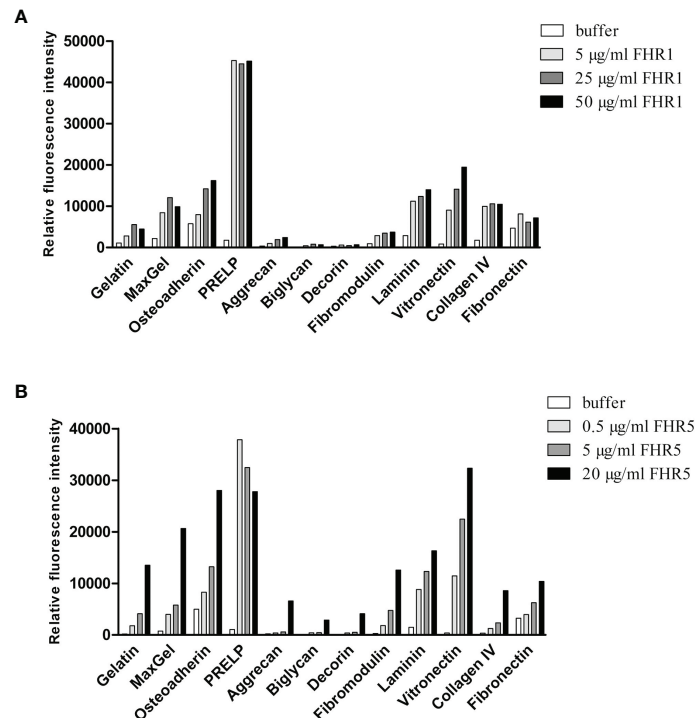 A
Relative fluorescence intensity
50000
40000
30000
20000
10000
0
Gelatin
MaxGel
Osteoadherin
PRELP
Aggrecan
Biglycan
Decorin
Fibromodulin
Laminin
Vitronectin
Collagen IV
Fibronectin
buffer
5 µg/ml FHR1
25 µg/ml FHR1
50 µg/ml FHR1
B
Relative fluorescence intensity
40000
30000
20000
10000
0
Gelatin
MaxGel
Osteoadherin
PRELP
Aggrecan
Biglycan
Decorin
Fibromodulin
Laminin
Vitronectin
Collagen IV
Fibronectin
buffer
0.5 µg/ml FHR5
5 µg/ml FHR5
20 µg/ml FHR5